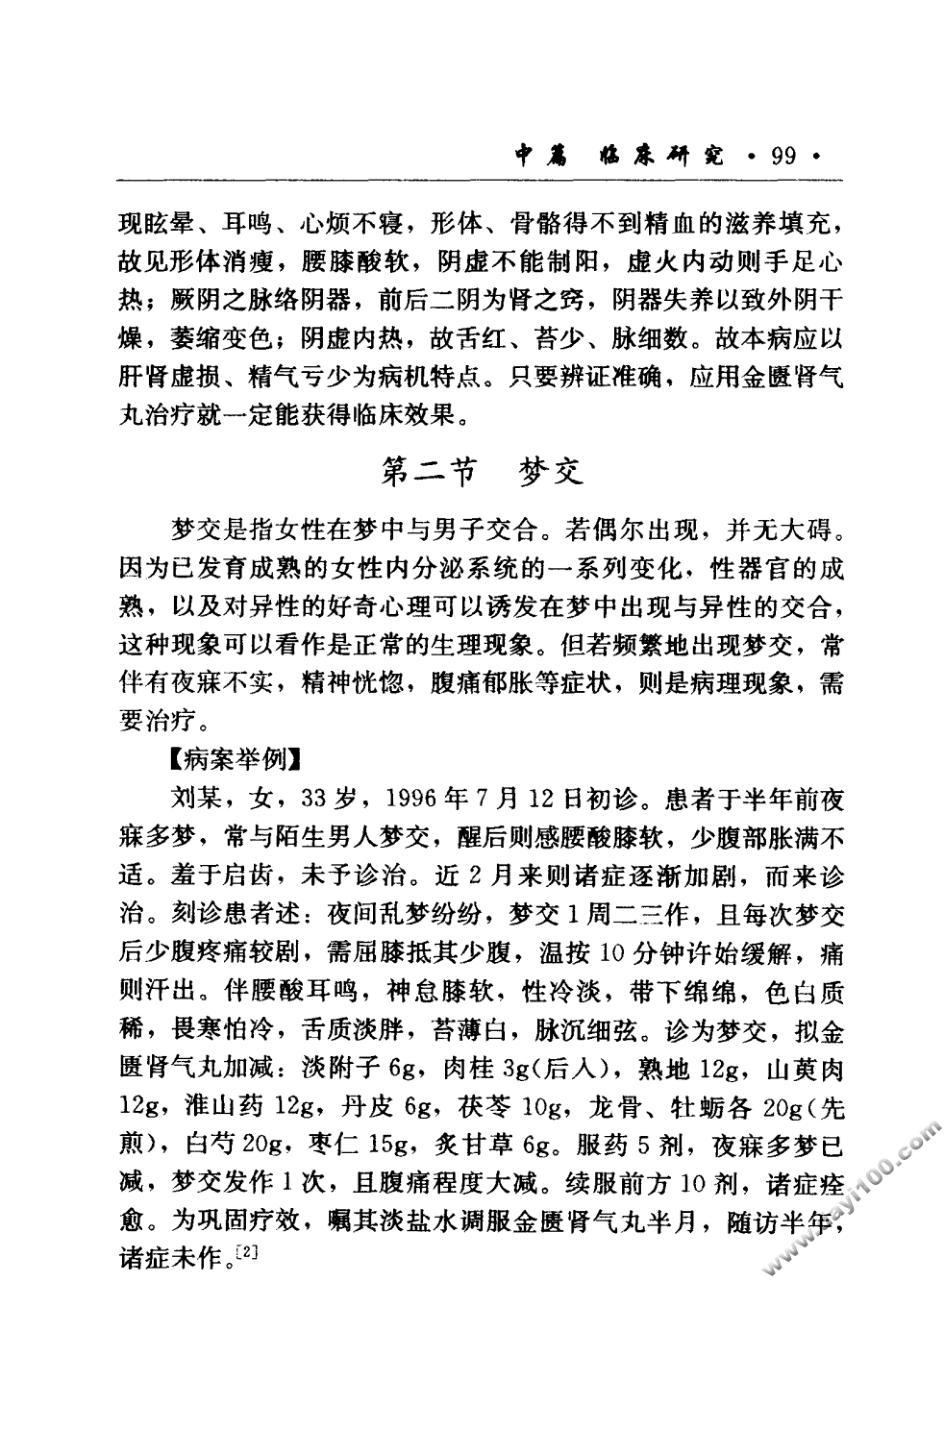 中篇 临床研究 · 99 ·
现眩晕、耳鸣、心烦不寝，形体、骨骼得不到精血的滋养填充，
故见形体消瘦，腰膝酸软，阴虚不能制阳，虚火内动则手足心
热；厥阴之脉络阴器，前后二阴为肾之窍，阴器失养以致外阴干
燥，萎缩变色；阴虚内热，故舌红、苔少、脉细数。故本病应以
肝肾虚损、精气亏少为病机特点。只要辨证准确，应用金匮肾气
丸治疗就一定能获得临床效果。
第二节 梦交
梦交是指女性在梦中与男子交合。若偶尔出现，并无大碍。
因为已发育成熟的女性内分泌系统的一系列变化，性器官的成
熟，以及对异性的好奇心理可以诱发在梦中出现与异性的交合，
这种现象可以看作是正常的生理现象。但若频繁地出现梦交，常
伴有夜寐不实，精神恍惚，腹痛郁胀等症状，则是病理现象，需
要治疗。
【病案举例】
刘某，女，33岁，1996年7月12日初诊。患者于半年前夜
寐多梦，常与陌生男人梦交，醒后则感腰酸膝软，少腹部胀满不
适。羞于启齿，未予诊治。近2月来则诸症逐渐加剧，而来诊
治。刻诊患者述：夜间乱梦纷纷，梦交1周二三作，且每次梦交
后少腹疼痛较剧，需屈膝抵其少腹，温按10分钟许始缓解，痛
则汗出。伴腰酸耳鸣，神怠膝软，性冷淡，带下绵绵，色白质
稀，畏寒怕冷，舌质淡胖，苔薄白，脉沉细弦。诊为梦交，拟金
匮肾气丸加减：淡附子6g，肉桂3g(后入)，熟地12g，山萸肉
12g，淮山药12g，丹皮6g，茯苓10g，龙骨、牡蛎各20g(先
煎)，白芍20g，枣仁15g，炙甘草6g。服药5剂，夜寐多梦已
减，梦交发作1次，且腹痛程度大减。续服前方10剂，诸症痊
愈。为巩固疗效，嘱其淡盐水调服金匮肾气丸半月，随访半年，
诸症未作。[2]
www.yayi100.com